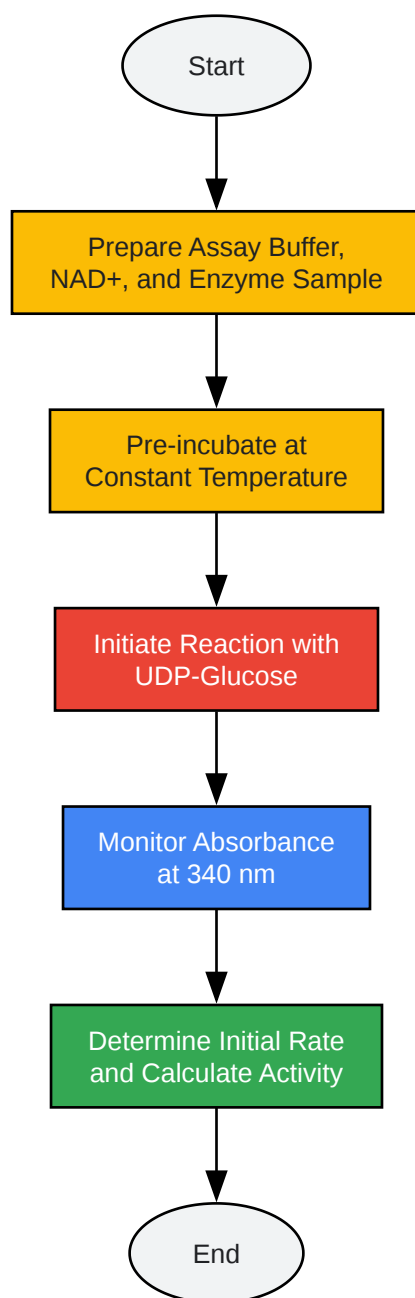 Start
Prepare Assay Buffer,
NAD+, and Enzyme Sample
Pre-incubate at
Constant Temperature
Initiate Reaction with
UDP-Glucose
Monitor Absorbance
at 340 nm
Determine Initial Rate
and Calculate Activity
End